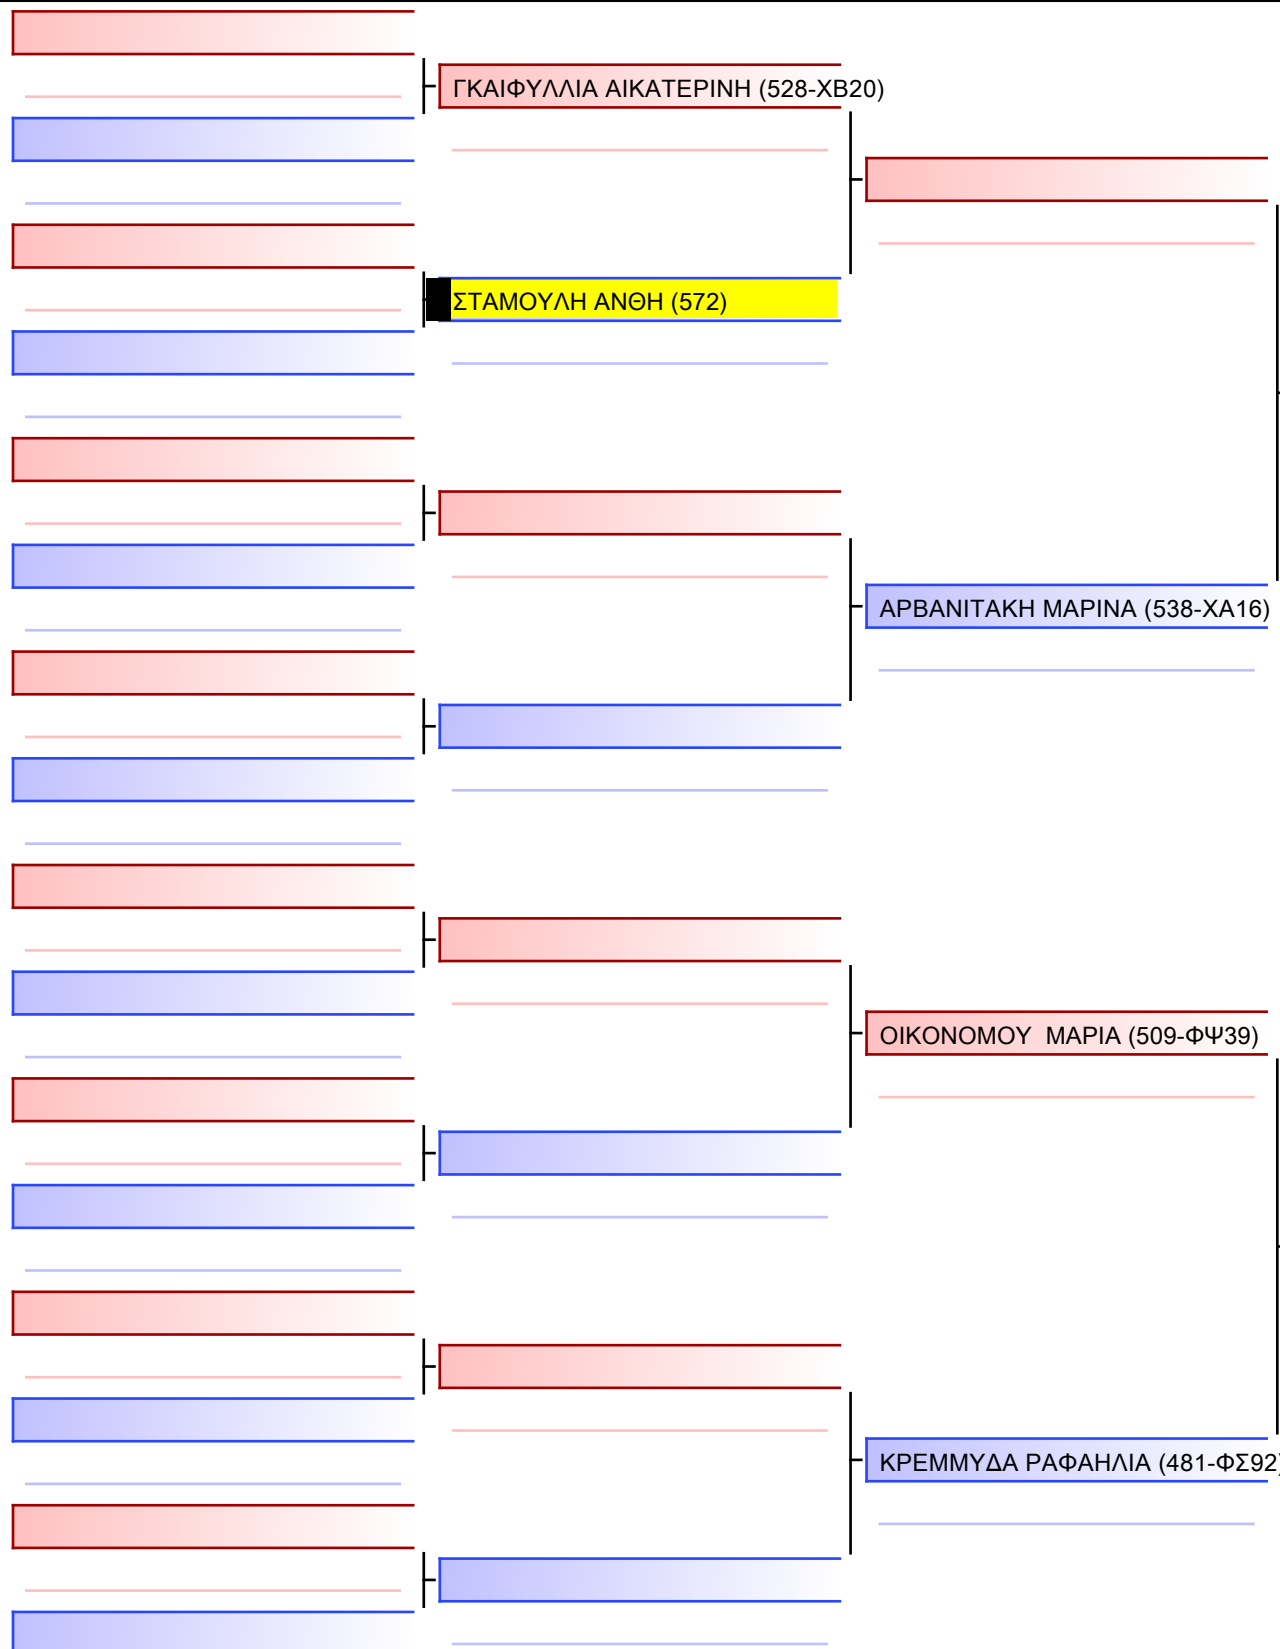 ΓΚΑΙΦΥΛΛΙΑ ΑΙΚΑΤΕΡΙΝΗ (528-ΧΒ20)
ΣΤΑΜΟΥΛΗ ΑΝΘΗ (572)
ΑΡΒΑΝΙΤΑΚΗ ΜΑΡΙΝΑ (538-ΧΑ16)
ΟΙΚΟΝΟΜΟΥ  ΜΑΡΙΑ (509-ΦΨ39)
ΚΡΕΜΜΥΔΑ ΡΑΦΑΗΛΙΑ (481-ΦΣ92)